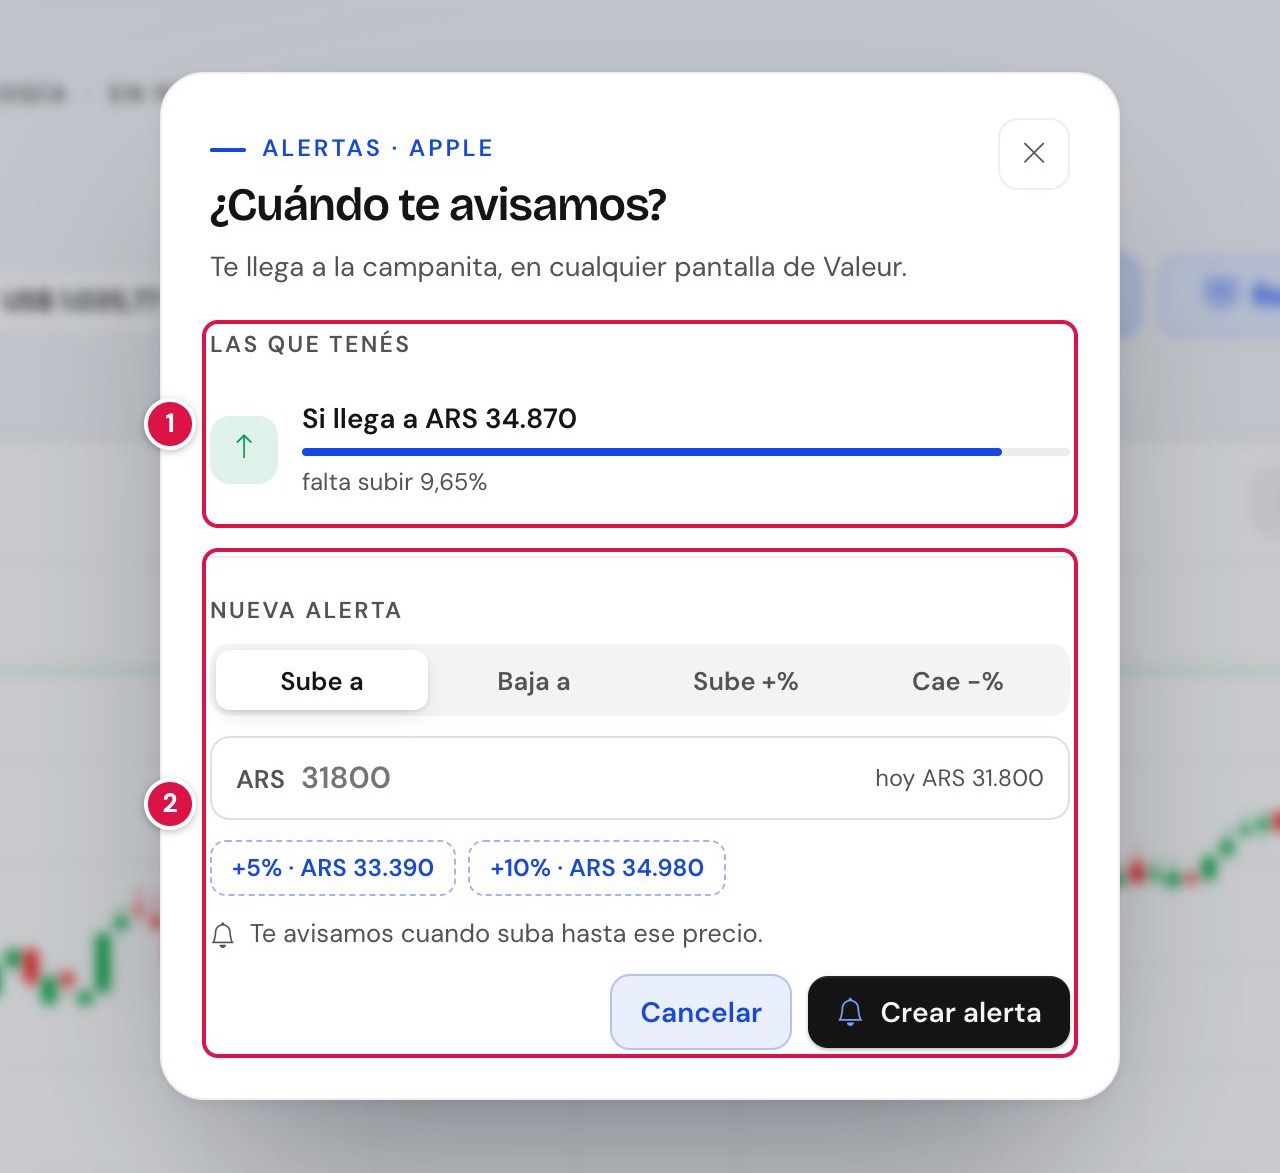 ALERTAS · APPLE
¿Cuándo te avisamos?
Te llega a la campanita, en cualquier pantalla de Valeur.
LAS QUE TENÉS
1
Si llega a ARS 34.870
falta subir 9,65%
NUEVA ALERTA
Sube a Baja a Sube +% Cae −%
ARS 31800 hoy ARS 31.800
2
+5% · ARS 33.390 +10% · ARS 34.980
Te avisamos cuando suba hasta ese precio.
Cancelar Crear alerta